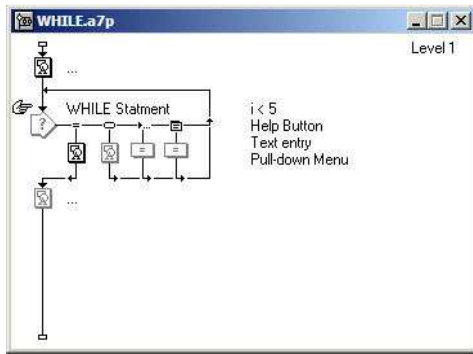 WHILE.a7p
Level 1
...
WHILE Statment
i < 5
= ...
?
Help Button
Text entry
= =
Pull-down Menu
...